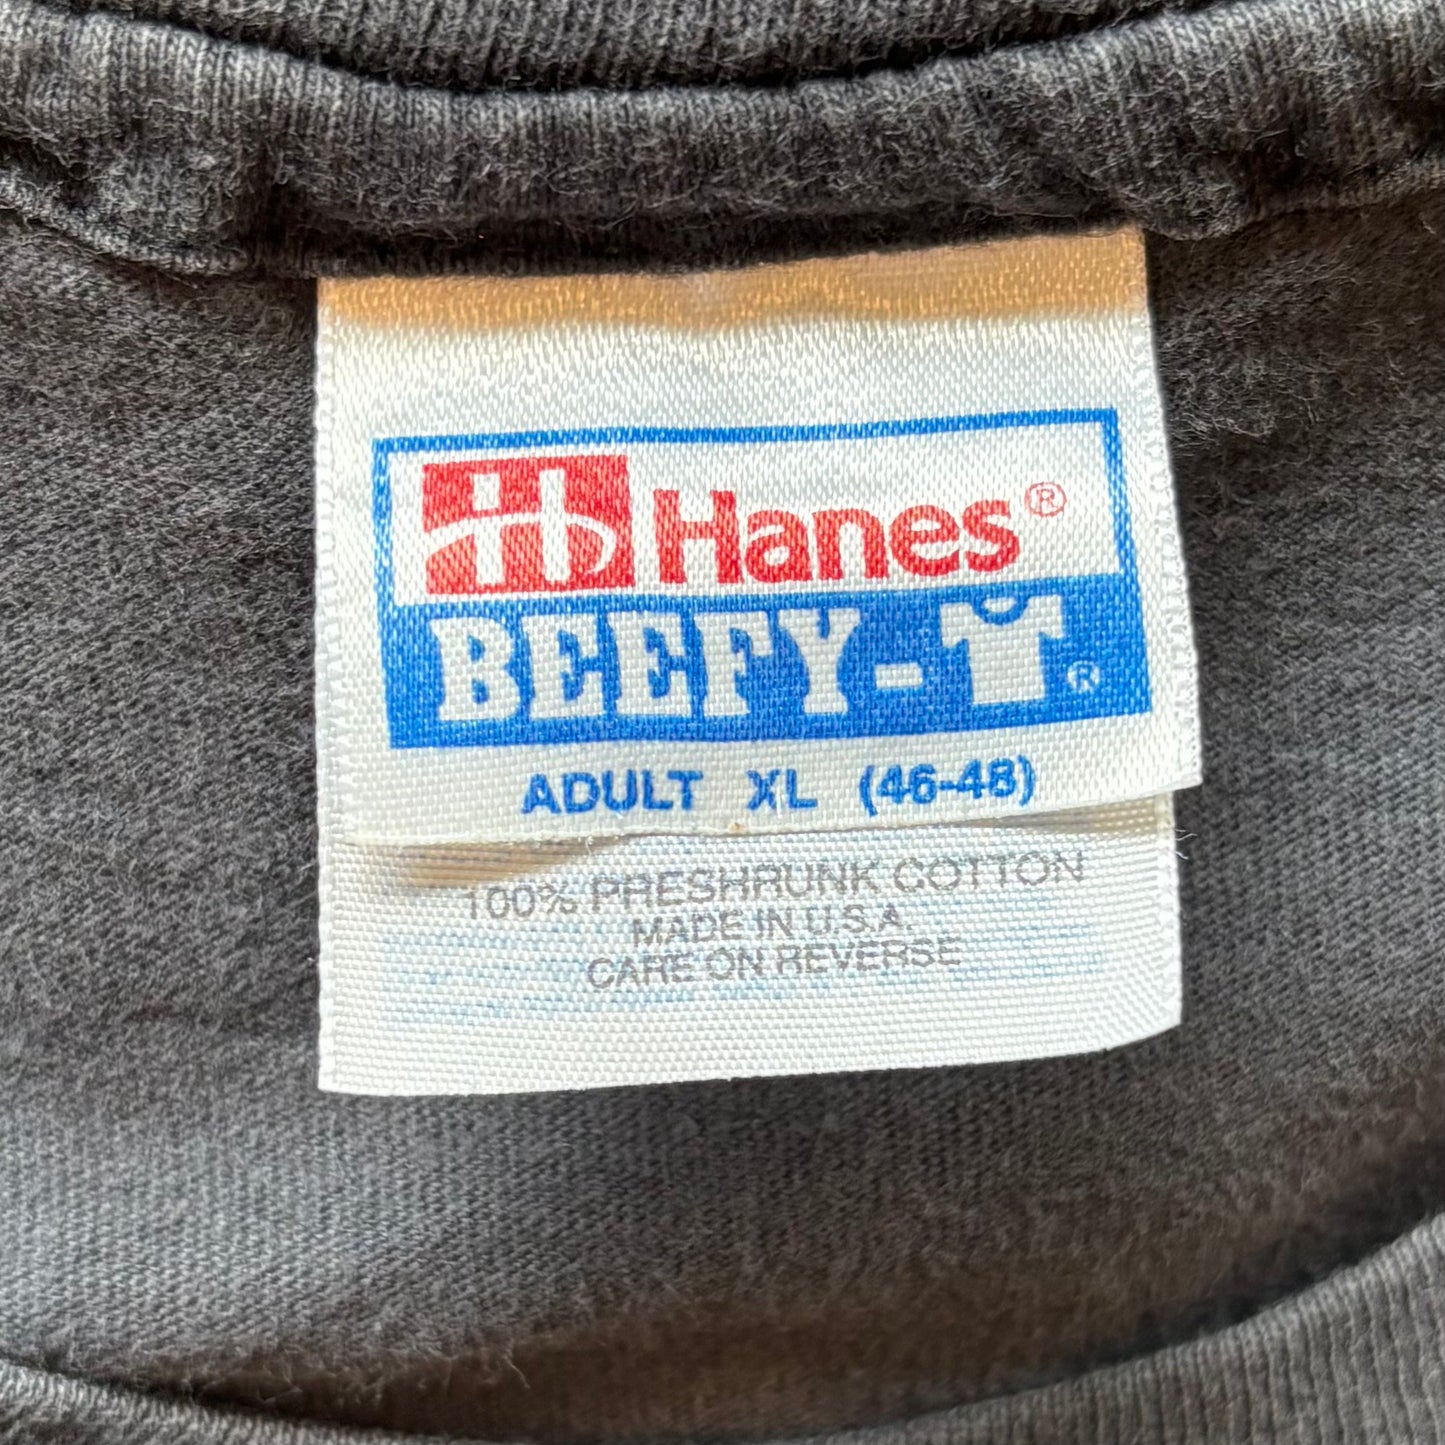 Hanes®
BEEFY-T®
ADULT XL (46-48)
100% PRESHRUNK COTTON
MADE IN U.S.A.
CARE ON REVERSE